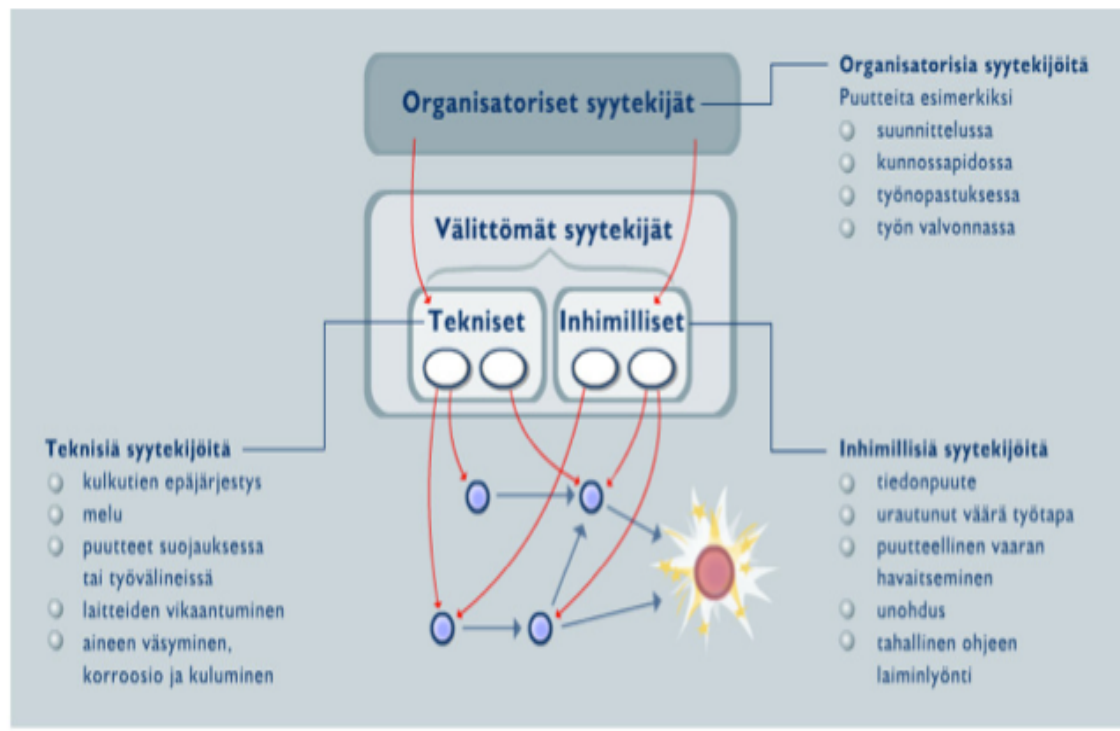 Organisatoriset syytekijät
Organisatorisia syytekijöitä
Puutteita esimerkiksi
suunnittelussa
kunnossapidossa
työnopastuksessa
työn valvonnassa
Välittömät syytekijät
Tekniset
Inhimilliset
Teknisiä syytekijöitä
kulkutien epäjärjestys
melu
puutteet suojauksessa
tai työvälineissä
laitteiden vikaantuminen
aineen väsyminen,
korroosio ja kuluminen
Inhimillisiä syytekijöitä
tiedonpuute
urautunut väärä työtapa
puutteellinen vaaran
havaitseminen
unohdus
tahallinen ohjeen
laiminlyönti